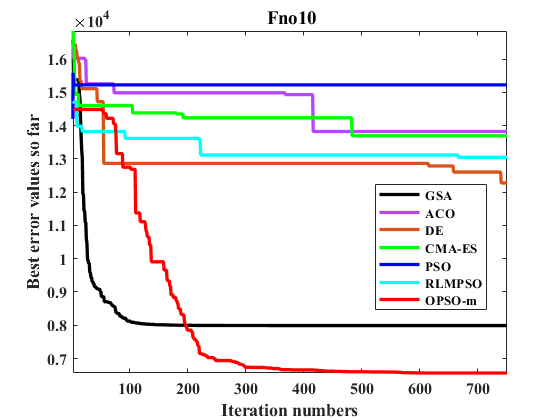 ×10⁴
Fno10
Best error values so far
1.6
1.5
1.4
1.3
1.2
1.1
1
0.9
0.8
0.7
GSA
ACO
DE
CMA-ES
PSO
RLMPSO
OPSO-m
100 200 300 400 500 600 700
Iteration numbers